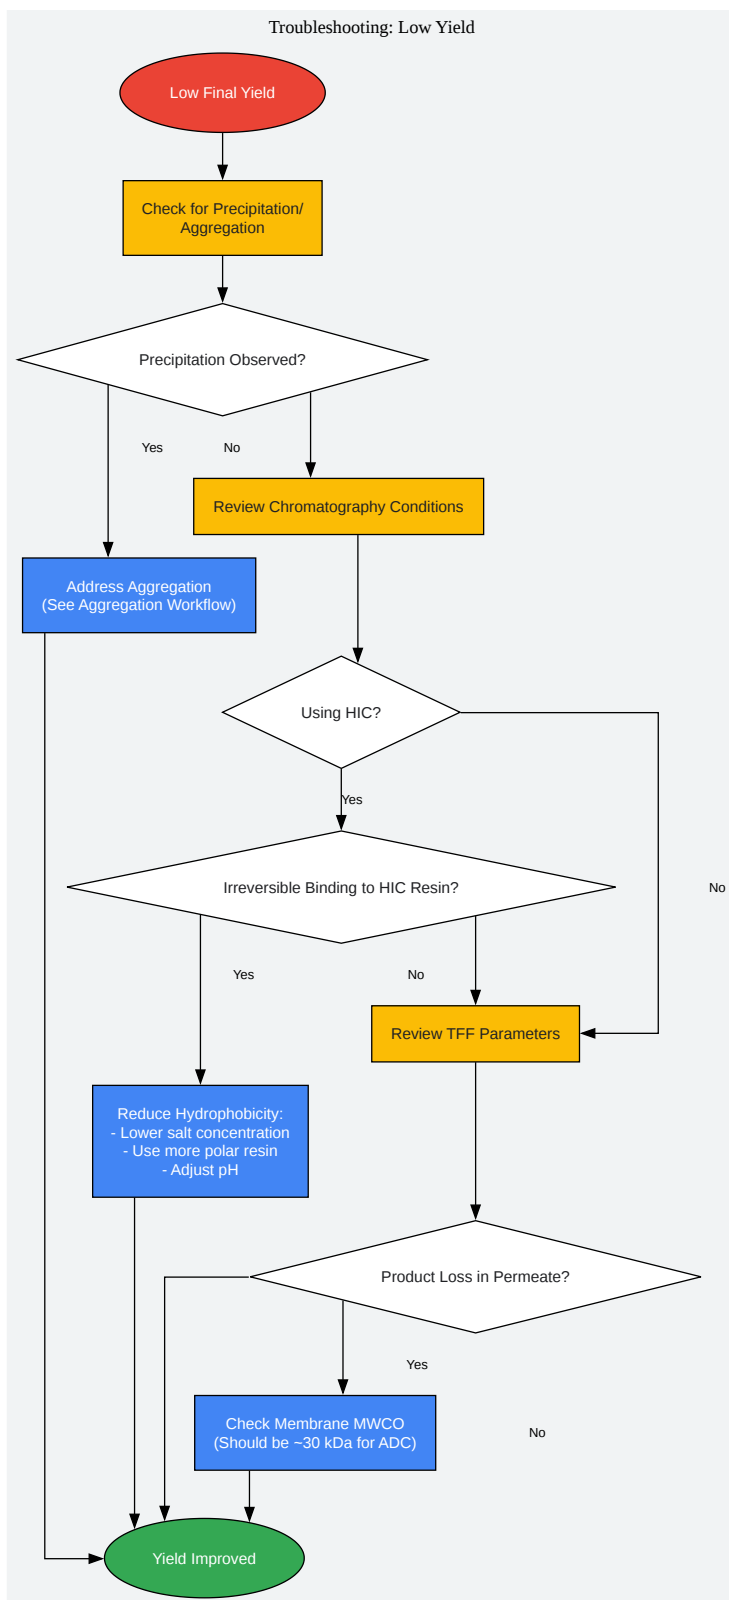 Troubleshooting: Low Yield
Low Final Yield
Check for Precipitation/
Aggregation
Precipitation Observed?
Yes
No
Review Chromatography Conditions
Address Aggregation
(See Aggregation Workflow)
Using HIC?
Yes
Irreversible Binding to HIC Resin?
No
Yes
No
Review TFF Parameters
Reduce Hydrophobicity:
- Lower salt concentration
- Use more polar resin
- Adjust pH
Product Loss in Permeate?
Yes
Check Membrane MWCO
(Should be ~30 kDa for ADC)
No
Yield Improved